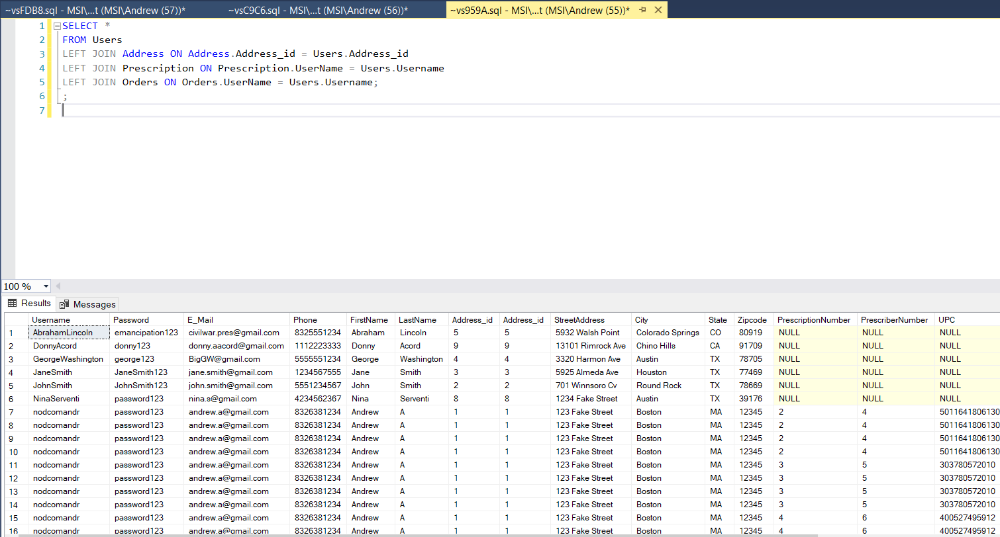 ~vsFDB8.sql - MSI\...t (MSI\Andrew (57))* ~vsC9C6.sql - MSI\...t (MSI\Andrew (56))* ~vs959A.sql - MSI\...t (MSI\Andrew (55))*
1 SELECT *
2 FROM Users
3 LEFT JOIN Address ON Address.Address_id = Users.Address_id
4 LEFT JOIN Prescription ON Prescription.UserName = Users.Username
5 LEFT JOIN Orders ON Orders.UserName = Users.Username;
6 ;
7
100 %
Results Messages
Username Password E_Mail Phone FirstName LastName Address_id Address_id StreetAddress City State Zipcode PrescriptionNumber PrescriberNumber UPC
1 AbrahamLincoln emancipation123 civilwar.pres@gmail.com 8325551234 Abraham Lincoln 5 5 5932 Walsh Point Colorado Springs CO 80919 NULL NULL NULL
2 DonnyAcord donny123 donny.aacord@gmail.com 1112223333 Donny Acord 9 9 13101 Rimrock Ave Chino Hills CA 91709 NULL NULL NULL
3 GeorgeWashington george123 BigGW@gmail.com 5555551234 George Washington 4 4 3320 Harmon Ave Austin TX 78705 NULL NULL NULL
4 JaneSmith JaneSmith123 jane.smith@gmail.com 1234567555 Jane Smith 3 3 5925 Almeda Ave Houston TX 77469 NULL NULL NULL
5 JohnSmith JohnSmith123 john.smith@gmail.com 5551234567 John Smith 2 2 701 Winnsoro Cv Round Rock TX 78669 NULL NULL NULL
6 NinaServenti password123 nina.s@gmail.com 4234562367 Nina Serventi 8 8 1234 Fake Street Austin TX 39176 NULL NULL NULL
7 nodcomandr password123 andrew.a@gmail.com 8326381234 Andrew A 1 1 123 Fake Street Boston MA 12345 2 4 5011641806130
8 nodcomandr password123 andrew.a@gmail.com 8326381234 Andrew A 1 1 123 Fake Street Boston MA 12345 2 4 5011641806130
9 nodcomandr password123 andrew.a@gmail.com 8326381234 Andrew A 1 1 123 Fake Street Boston MA 12345 2 4 5011641806130
10 nodcomandr password123 andrew.a@gmail.com 8326381234 Andrew A 1 1 123 Fake Street Boston MA 12345 2 4 5011641806130
11 nodcomandr password123 andrew.a@gmail.com 8326381234 Andrew A 1 1 123 Fake Street Boston MA 12345 3 5 303780572010
12 nodcomandr password123 andrew.a@gmail.com 8326381234 Andrew A 1 1 123 Fake Street Boston MA 12345 3 5 303780572010
13 nodcomandr password123 andrew.a@gmail.com 8326381234 Andrew A 1 1 123 Fake Street Boston MA 12345 3 5 303780572010
14 nodcomandr password123 andrew.a@gmail.com 8326381234 Andrew A 1 1 123 Fake Street Boston MA 12345 3 5 303780572010
15 nodcomandr password123 andrew.a@gmail.com 8326381234 Andrew A 1 1 123 Fake Street Boston MA 12345 4 6 400527495912
16 nodcomandr password123 andrew.a@gmail.com 8326381234 Andrew A 1 1 123 Fake Street Boston MA 12345 4 6 400527495912